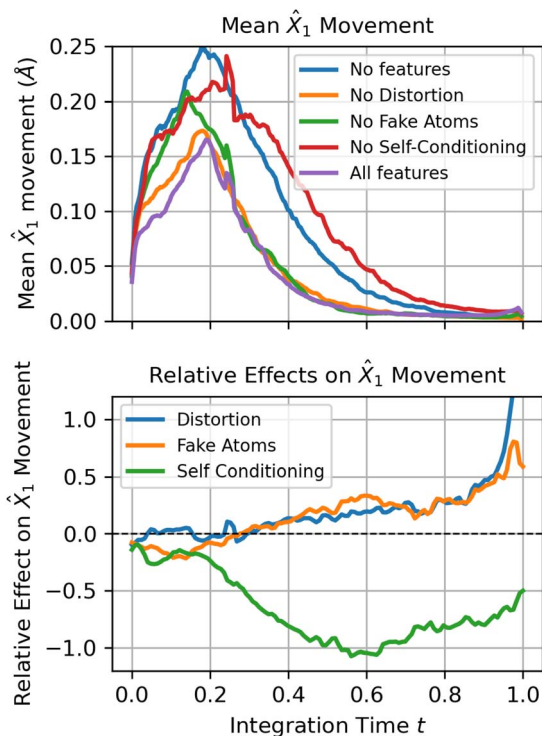 Mean X̂₁ Movement
Mean X̂₁ movement (Å)
0.25
0.20
0.15
0.10
0.05
0.00
No features
No Distortion
No Fake Atoms
No Self-Conditioning
All features
Relative Effects on X̂₁ Movement
Relative Effect on X̂₁ Movement
1.0
0.5
0.0
−0.5
−1.0
Distortion
Fake Atoms
Self Conditioning
0.0 0.2 0.4 0.6 0.8 1.0
Integration Time t